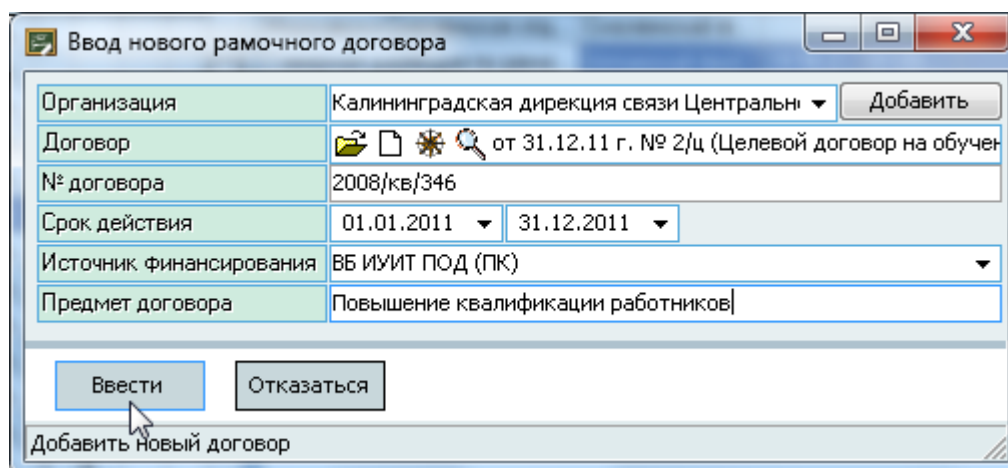 Ввод нового рамочного договора
Организация Калининградская дирекция связи Центральн Добавить
Договор от 31.12.11 г. № 2/ц (Целевой договор на обучен
№ договора 2008/кв/346
Срок действия 01.01.2011 31.12.2011
Источник финансирования ВБ ИУИТ ПОД (ПК)
Предмет договора Повышение квалификации работников
Ввести Отказаться
Добавить новый договор